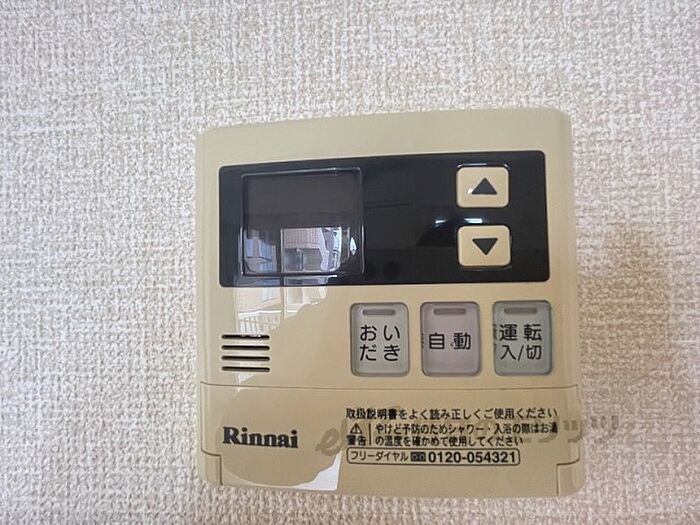 ▲
▼
おい
だき
自動
運転
入/切
取扱説明書をよく読み正しくご使用ください
⚠ やけど予防のためシャワー・入浴の際はお湯
警告 の温度を確かめて使用してください
フリーダイヤル 0120-054321
Rinnai